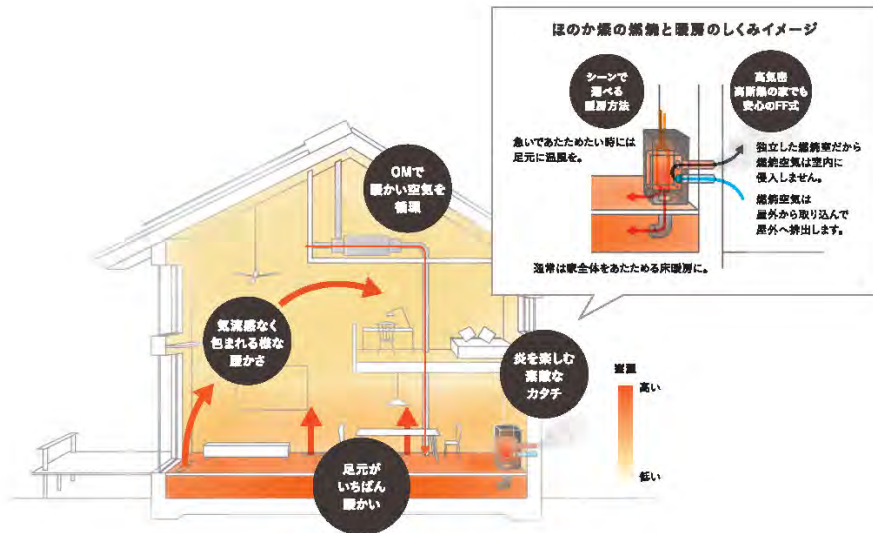 ほのか燦の燃焼と暖房のしくみイメージ
シーンで
選べる
暖房方法
高気密
高断熱の家でも
安心のFF式
急いであたためたい時には
足元に温風を。
独立した燃焼室だから
燃焼空気は室内に
侵入しません。
燃焼空気は
屋外から取り込んで
屋外へ排出します。
通常は家全体をあたためる床暖房に。
OMで
暖かい空気を
循環
気流感なく
包まれる様な
暖かさ
炎を楽しむ
素敵な
カタチ
足元が
いちばん
暖かい
室温
高い
低い